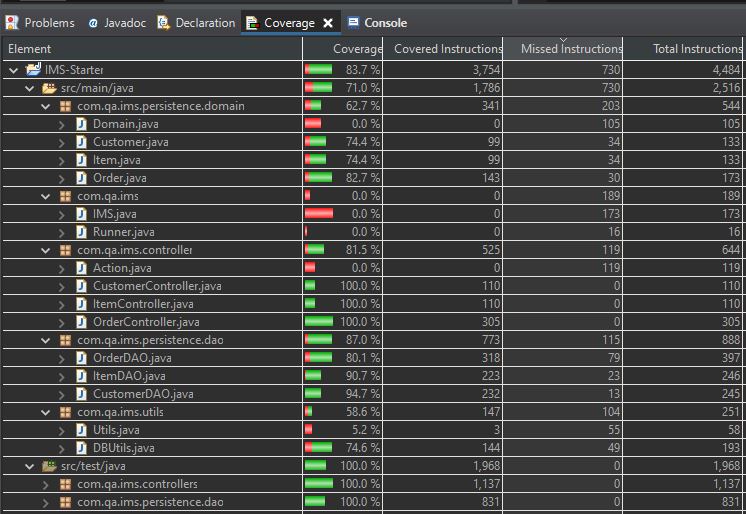 Problems Javadoc Declaration Coverage Console
Element Coverage Covered Instructions Missed Instructions Total Instructions
IMS-Starter 83.7 % 3,754 730 4,484
src/main/java 71.0 % 1,786 730 2,516
com.qa.ims.persistence.domain 62.7 % 341 203 544
Domain.java 0.0 % 0 105 105
Customer.java 74.4 % 99 34 133
Item.java 74.4 % 99 34 133
Order.java 82.7 % 143 30 173
com.qa.ims 0.0 % 0 189 189
IMS.java 0.0 % 0 173 173
Runner.java 0.0 % 0 16 16
com.qa.ims.controller 81.5 % 525 119 644
Action.java 0.0 % 0 119 119
CustomerController.java 100.0 % 110 0 110
ItemController.java 100.0 % 110 0 110
OrderController.java 100.0 % 305 0 305
com.qa.ims.persistence.dao 87.0 % 773 115 888
OrderDAO.java 80.1 % 318 79 397
ItemDAO.java 90.7 % 223 23 246
CustomerDAO.java 94.7 % 232 13 245
com.qa.ims.utils 58.6 % 147 104 251
Utils.java 5.2 % 3 55 58
DBUtils.java 74.6 % 144 49 193
src/test/java 100.0 % 1,968 0 1,968
com.qa.ims.controllers 100.0 % 1,137 0 1,137
com.qa.ims.persistence.dao 100.0 % 831 0 831